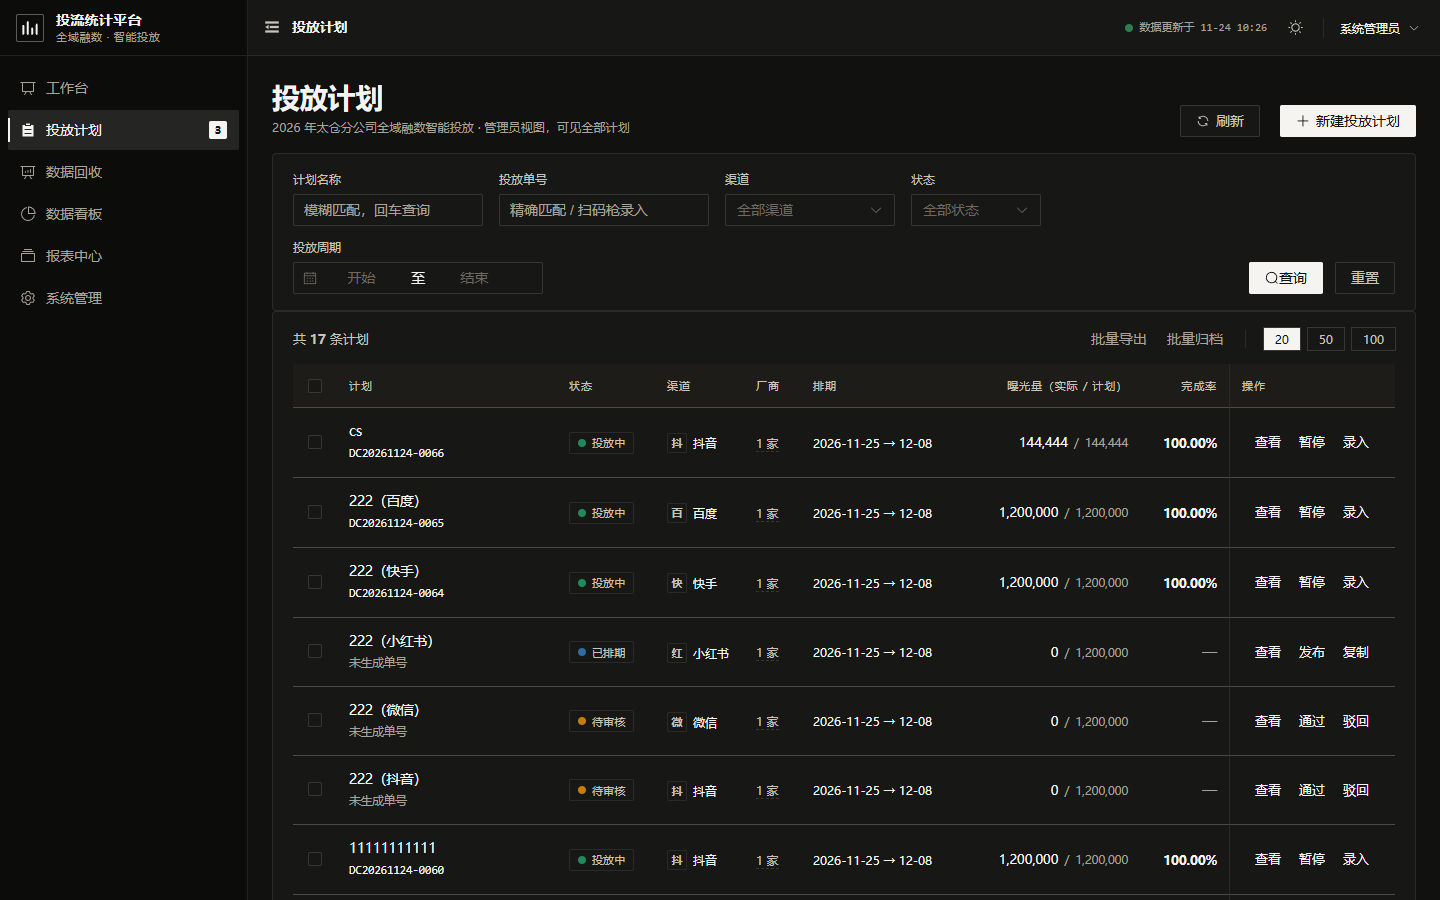 投流统计平台
全域融数 · 智能投放
投放计划
数据更新于 11-24 10:26
系统管理员
工作台
投放计划 3
数据回收
数据看板
报表中心
系统管理
投放计划
2026 年太仓分公司全域融数智能投放 · 管理员视图，可见全部计划
刷新
新建投放计划
计划名称 投放单号 渠道 状态
模糊匹配，回车查询 精确匹配 / 扫码枪录入 全部渠道 全部状态
投放周期
开始 至 结束
查询 重置
共 17 条计划 批量导出 批量归档 20 50 100
计划 状态 渠道 厂商 排期 曝光量（实际 / 计划） 完成率 操作
cs
DC20261124-0066
投放中 抖 抖音 1 家 2026-11-25 → 12-08 144,444 / 144,444 100.00% 查看 暂停 录入
222（百度）
DC20261124-0065
投放中 百 百度 1 家 2026-11-25 → 12-08 1,200,000 / 1,200,000 100.00% 查看 暂停 录入
222（快手）
DC20261124-0064
投放中 快 快手 1 家 2026-11-25 → 12-08 1,200,000 / 1,200,000 100.00% 查看 暂停 录入
222（小红书）
未生成单号
已排期 红 小红书 1 家 2026-11-25 → 12-08 0 / 1,200,000 — 查看 发布 复制
222（微信）
未生成单号
待审核 微 微信 1 家 2026-11-25 → 12-08 0 / 1,200,000 — 查看 通过 驳回
222（抖音）
未生成单号
待审核 抖 抖音 1 家 2026-11-25 → 12-08 0 / 1,200,000 — 查看 通过 驳回
11111111111
DC20261124-0060
投放中 抖 抖音 1 家 2026-11-25 → 12-08 1,200,000 / 1,200,000 100.00% 查看 暂停 录入